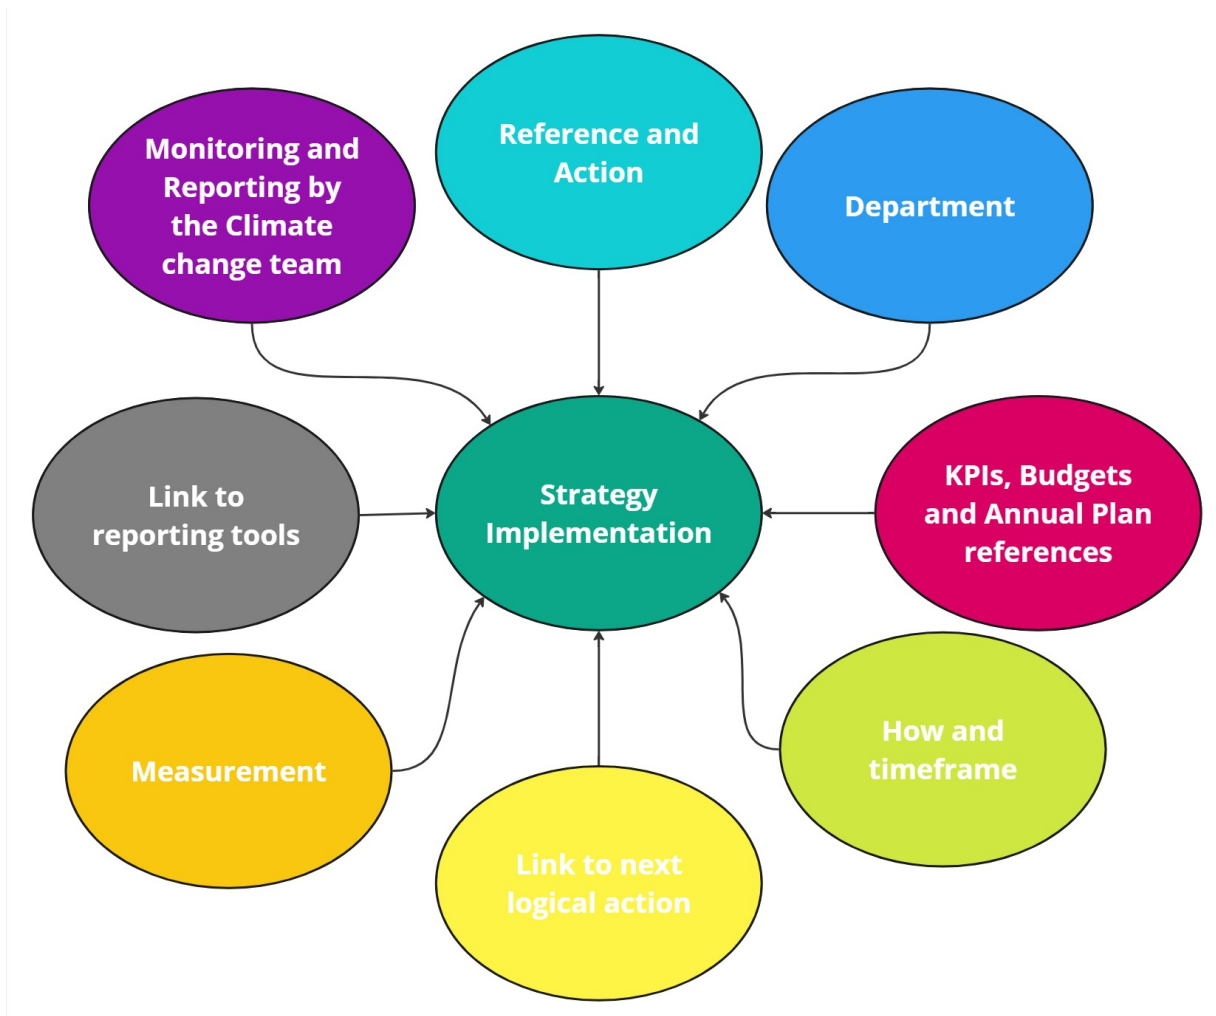 Reference and
Action
Monitoring and
Reporting by
the Climate
change team
Department
Link to
reporting tools
Strategy
Implementation
KPIs, Budgets
and Annual Plan
references
Measurement
How and
timeframe
Link to next
logical action